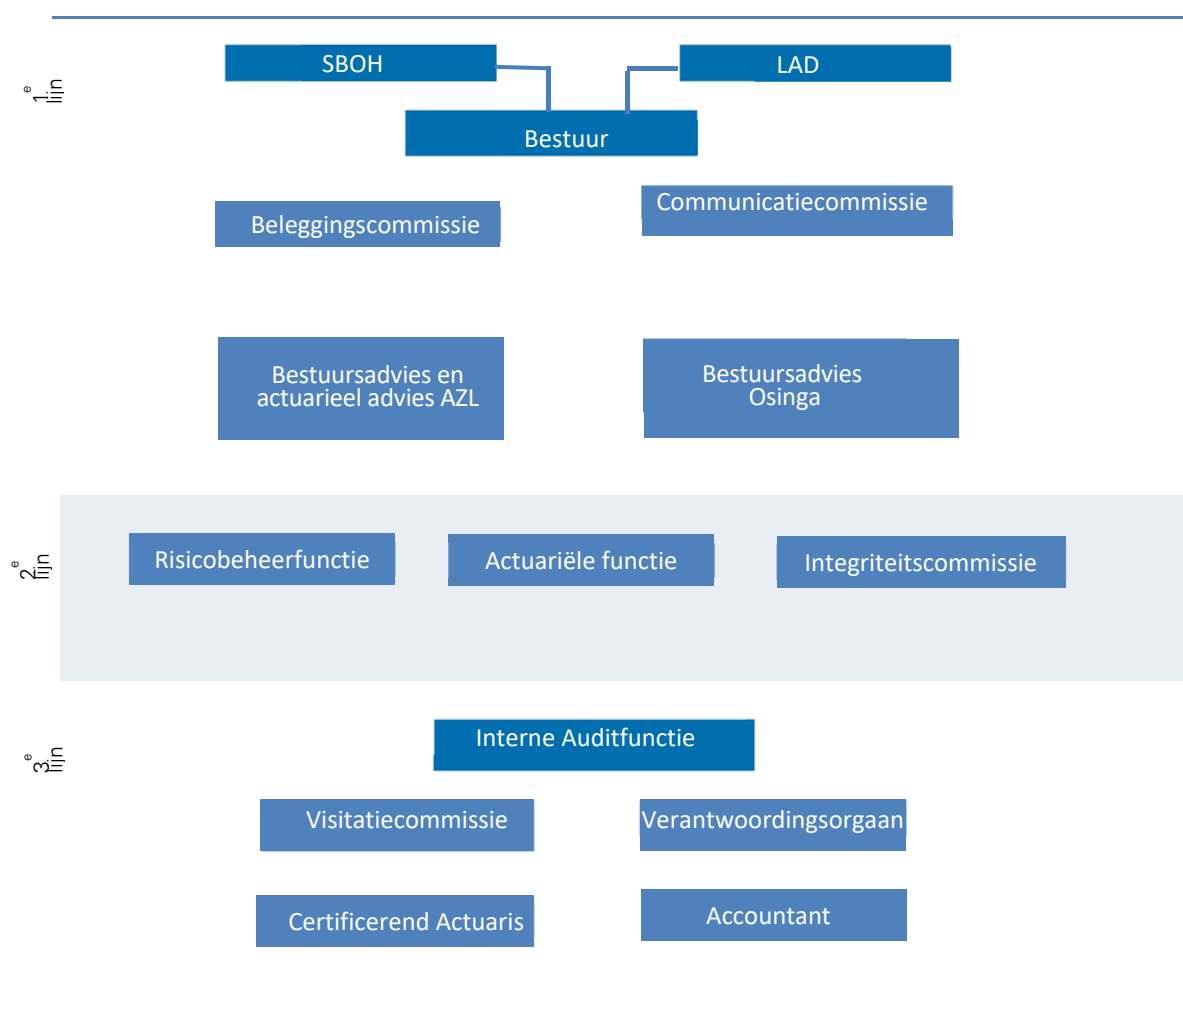 1e lijn
SBOH
LAD
Bestuur
Beleggingscommissie
Communicatiecommissie
Bestuursadvies en
actuarieel advies AZL
Bestuursadvies
Osinga
2e lijn
Risicobeheerfunctie
Actuariële functie
Integriteitscommissie
3e lijn
Interne Auditfunctie
Visitatiecommissie
Verantwoordingsorgaan
Certificerend Actuaris
Accountant